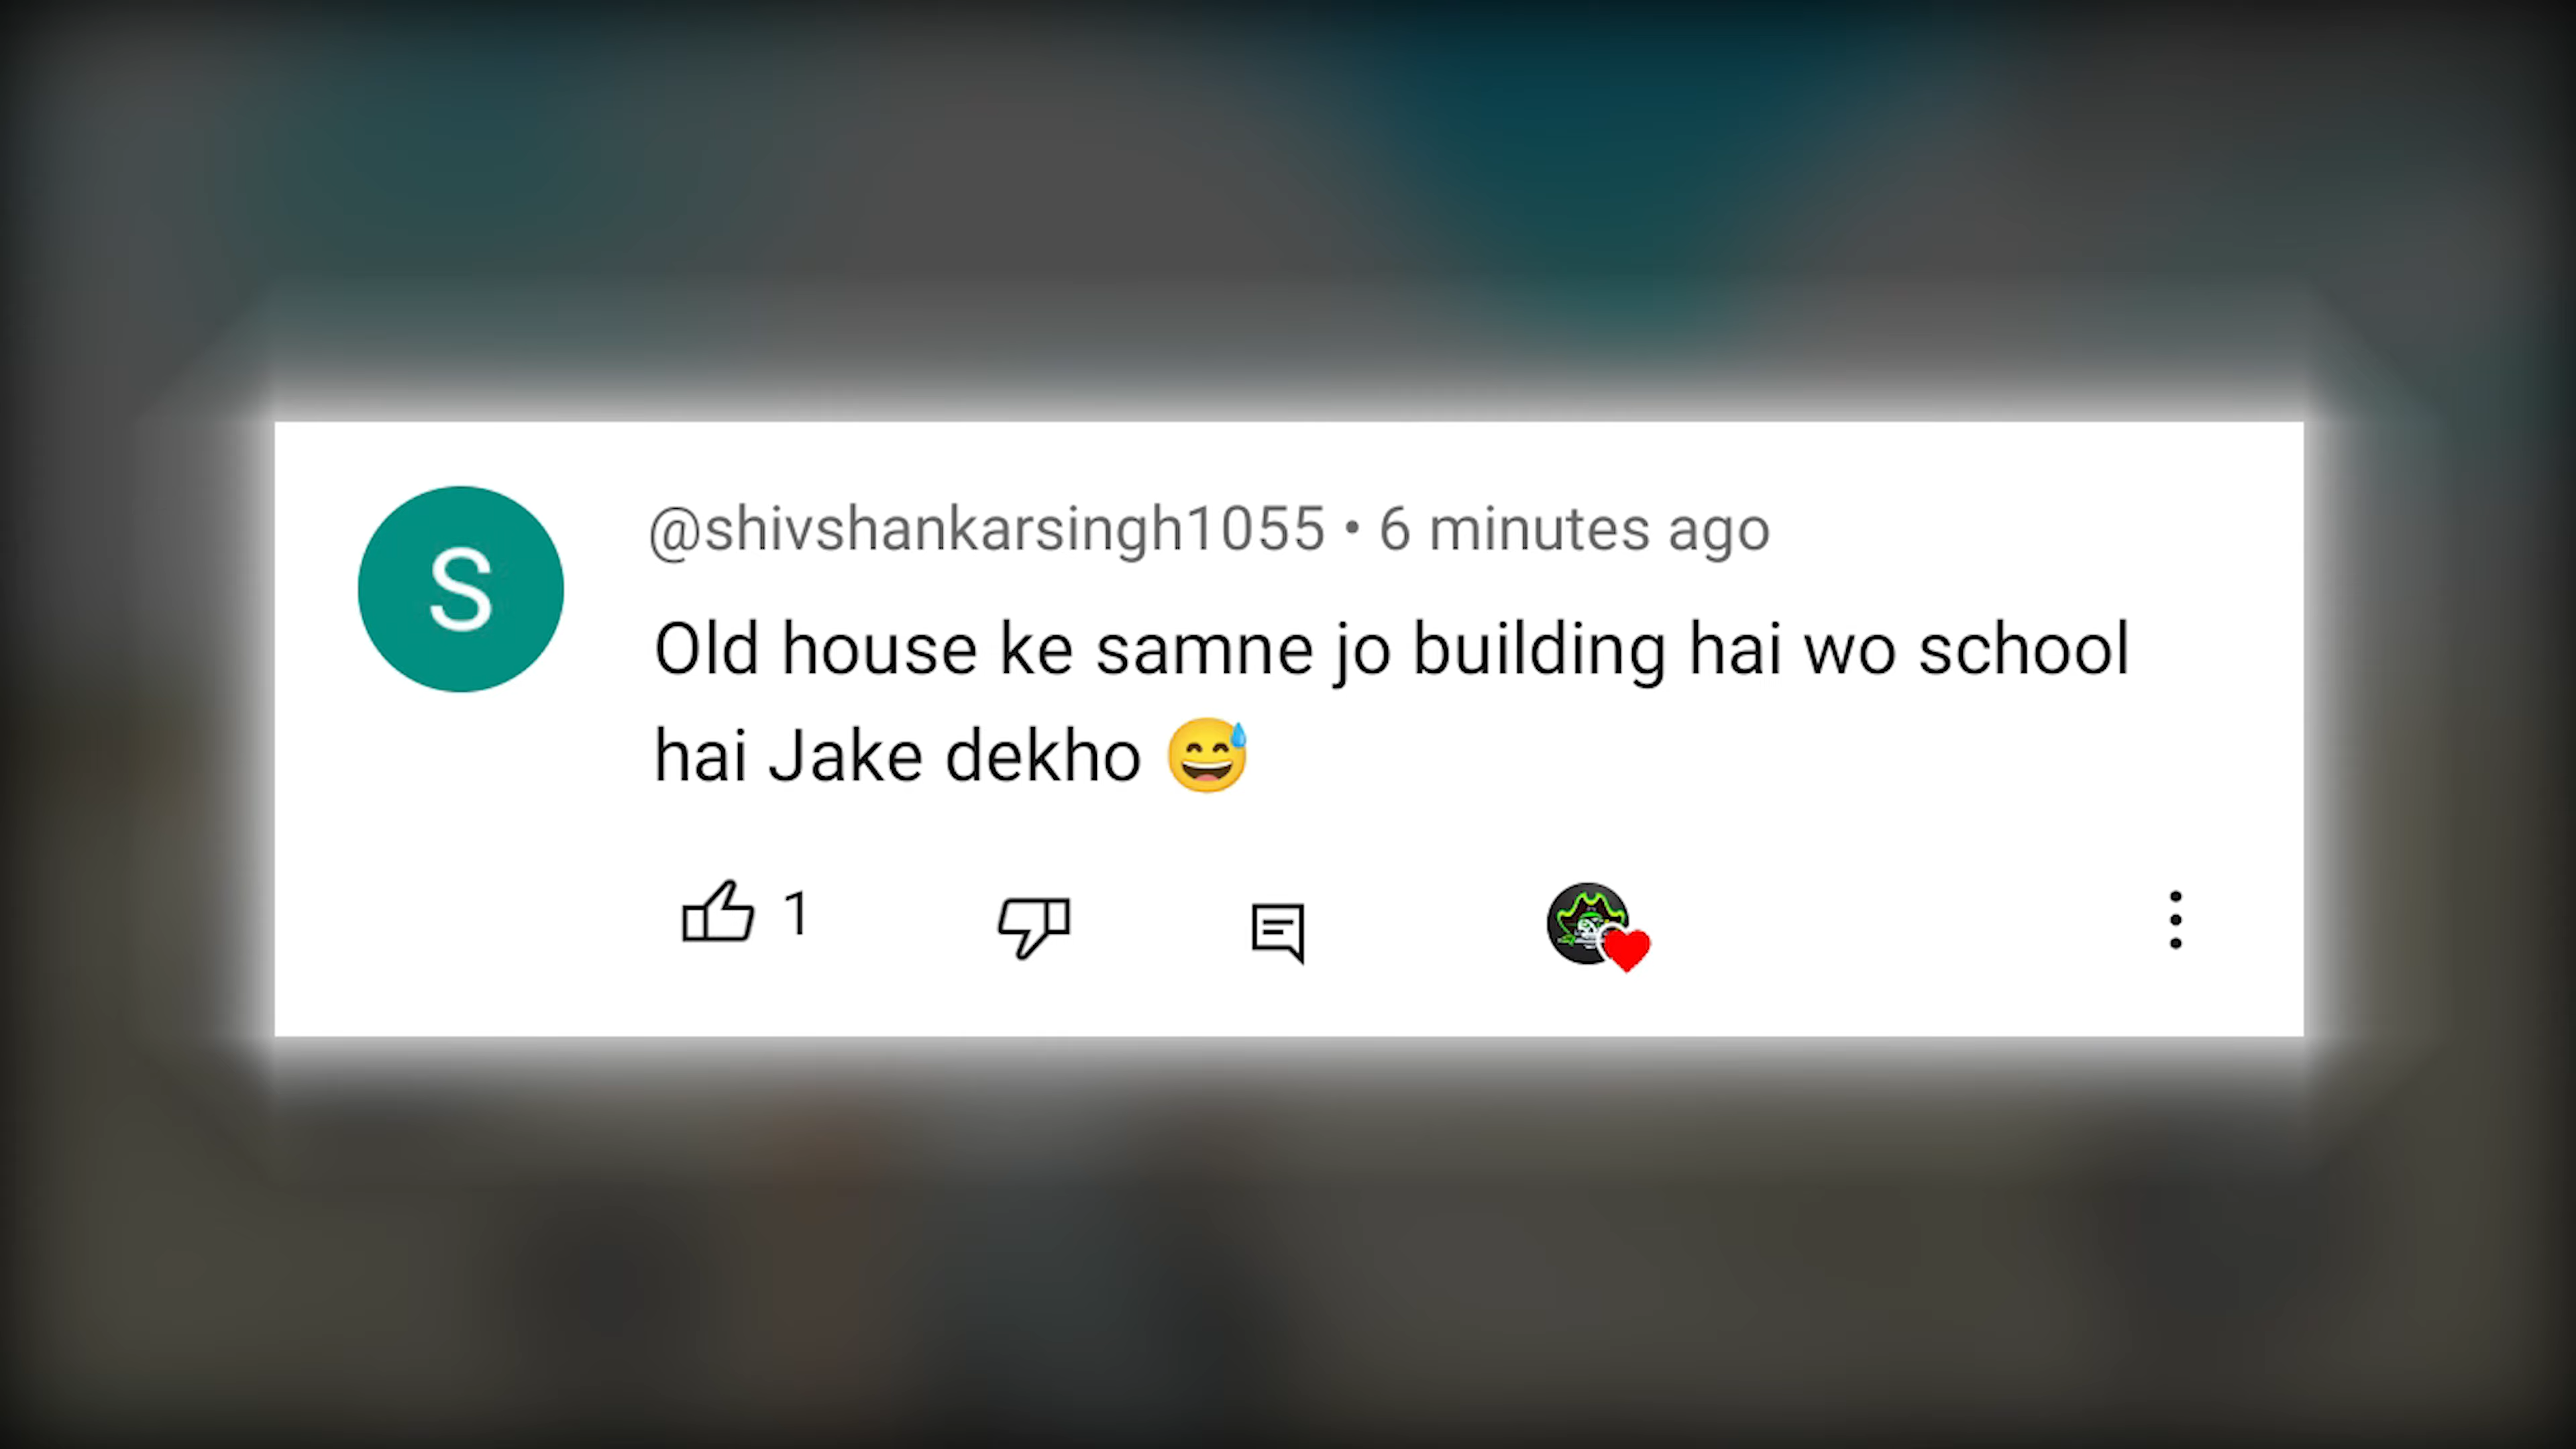 S
@shivshankarsingh1055 • 6 minutes ago
Old house ke samne jo building hai wo school
hai Jake dekho 😅
1